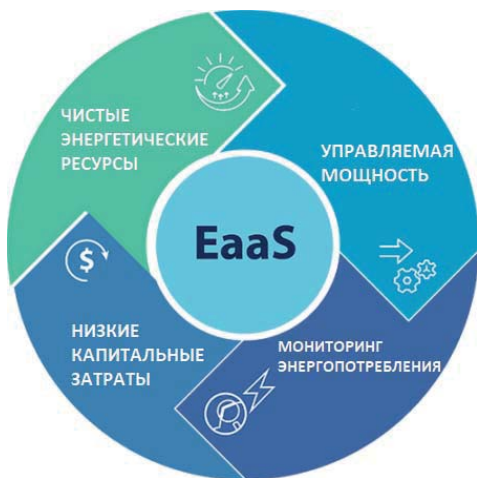 ЧИСТЫЕ
ЭНЕРГЕТИЧЕСКИЕ
РЕСУРСЫ
УПРАВЛЯЕМАЯ
МОЩНОСТЬ
EaaS
$
НИЗКИЕ
КАПИТАЛЬНЫЕ
ЗАТРАТЫ
МОНИТОРИНГ
ЭНЕРГОПОТРЕБЛЕНИЯ